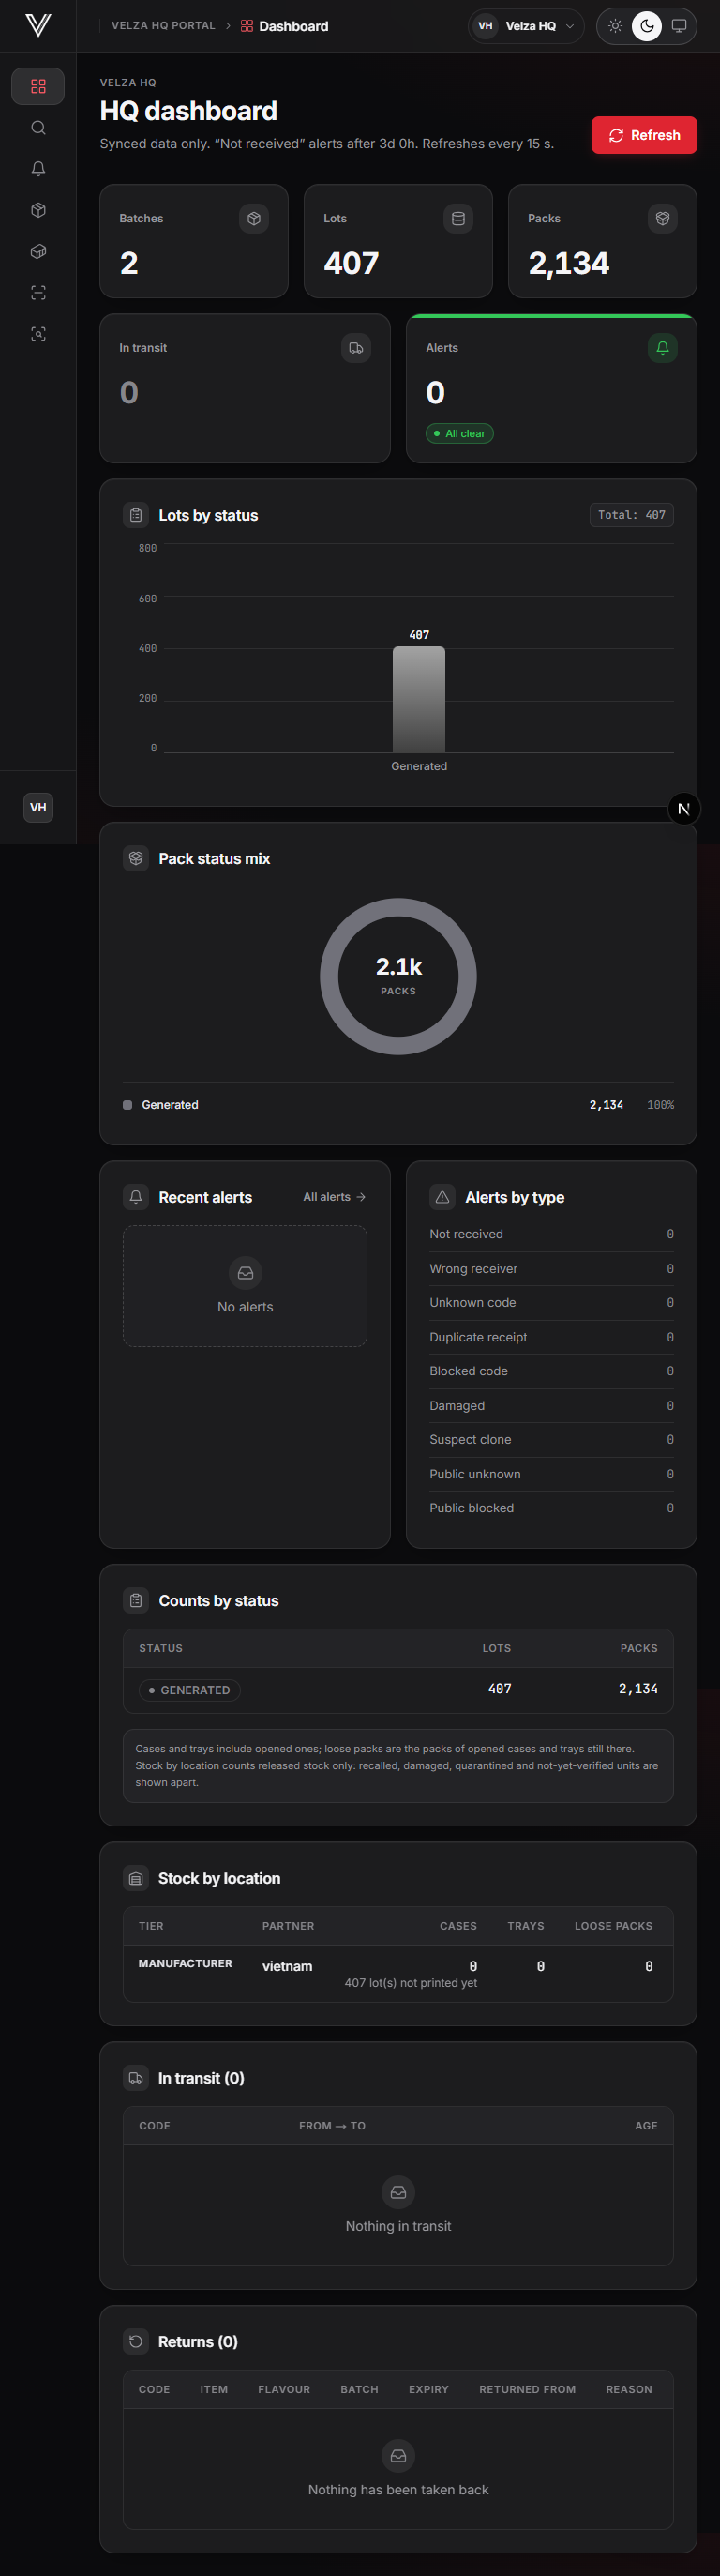 VELZA HQ PORTAL > Dashboard
VH Velza HQ
VELZA HQ
HQ dashboard
Synced data only. “Not received” alerts after 3d 0h. Refreshes every 15 s.
Refresh
Batches
2
Lots
407
Packs
2,134
In transit
0
Alerts
0
All clear
Lots by status
Total: 407
800
600
400
200
0
407
Generated
VH
N
Pack status mix
2.1k
PACKS
Generated 2,134 100%
Recent alerts
All alerts →
No alerts
Alerts by type
Not received 0
Wrong receiver 0
Unknown code 0
Duplicate receipt 0
Blocked code 0
Damaged 0
Suspect clone 0
Public unknown 0
Public blocked 0
Counts by status
STATUS LOTS PACKS
GENERATED 407 2,134
Cases and trays include opened ones; loose packs are the packs of opened cases and trays still there.
Stock by location counts released stock only: recalled, damaged, quarantined and not-yet-verified units are
shown apart.
Stock by location
TIER PARTNER CASES TRAYS LOOSE PACKS
MANUFACTURER vietnam 0 0 0
407 lot(s) not printed yet
In transit (0)
CODE FROM → TO AGE
Nothing in transit
Returns (0)
CODE ITEM FLAVOUR BATCH EXPIRY RETURNED FROM REASON
Nothing has been taken back